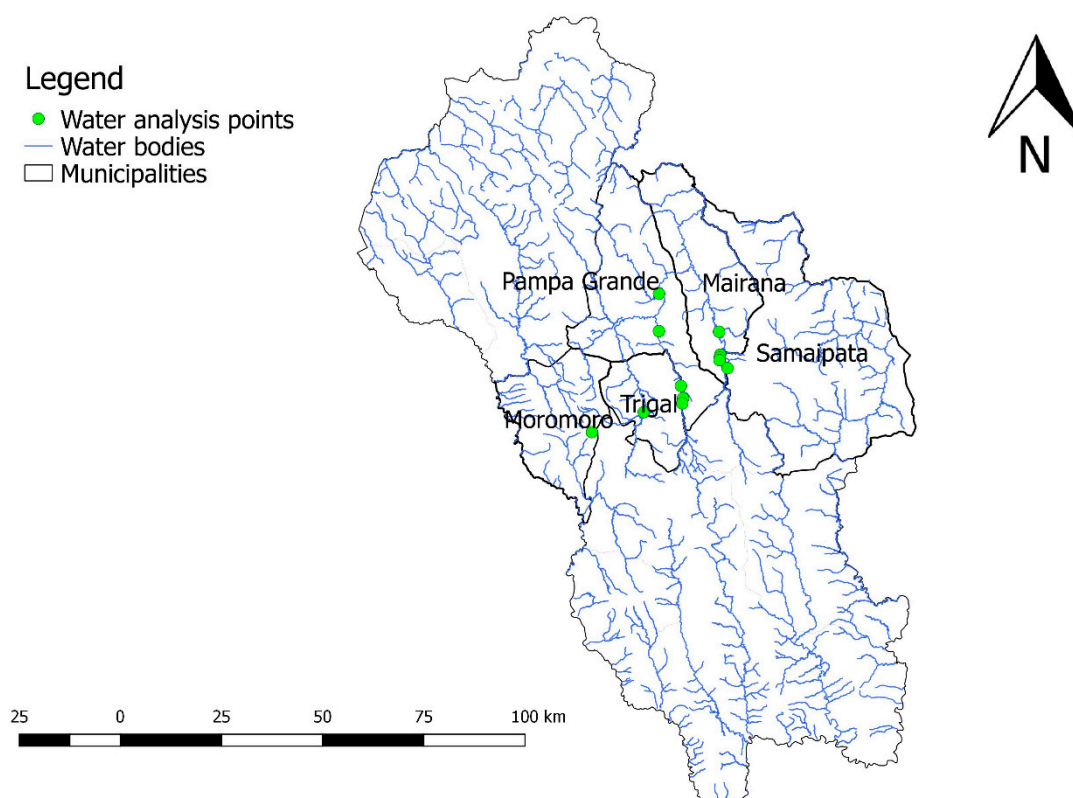 Legend
Water analysis points
Water bodies
Municipalities
N
Pampa Grande
Mairana
Samaipata
Trigal
Moromoro
25 0 25 50 75 100 km